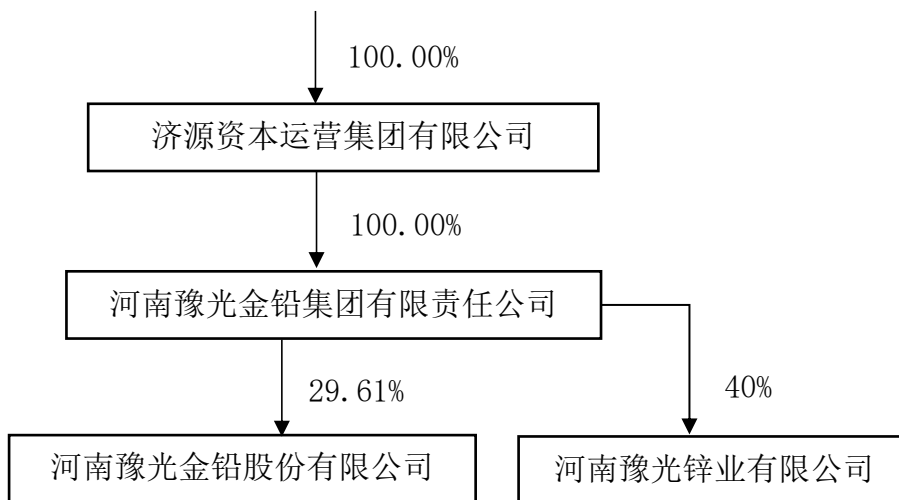 100.00%
济源资本运营集团有限公司
100.00%
河南豫光金铅集团有限责任公司
29.61%
40%
河南豫光金铅股份有限公司
河南豫光锌业有限公司